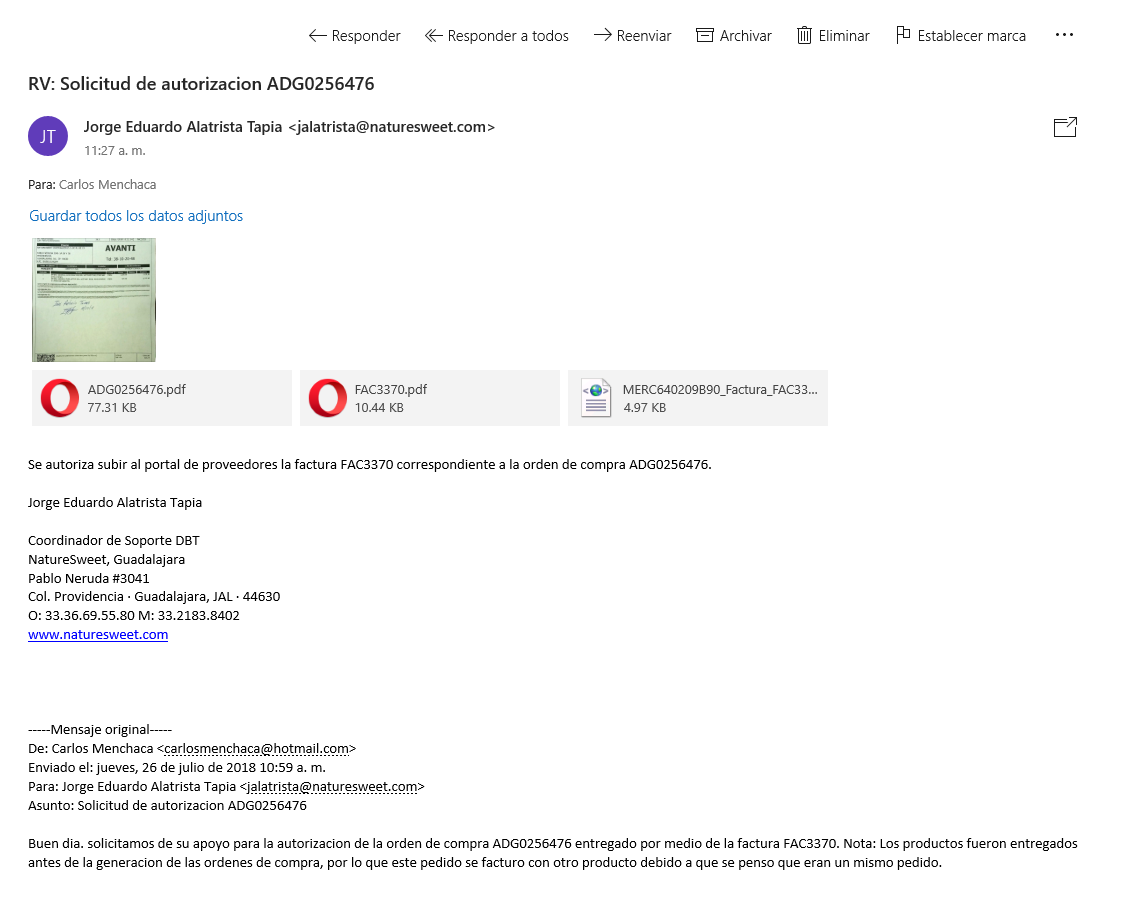 Responder Responder a todos Reenviar Archivar Eliminar Establecer marca
RV: Solicitud de autorizacion ADG0256476
JT
Jorge Eduardo Alatrista Tapia <jalatrista@naturesweet.com>
11:27 a. m.
Para: Carlos Menchaca
Guardar todos los datos adjuntos
AVANTI
ADG0256476.pdf
77.31 KB
FAC3370.pdf
10.44 KB
MERC640209B90_Factura_FAC33...
4.97 KB
Se autoriza subir al portal de proveedores la factura FAC3370 correspondiente a la orden de compra ADG0256476.
Jorge Eduardo Alatrista Tapia
Coordinador de Soporte DBT
NatureSweet, Guadalajara
Pablo Neruda #3041
Col. Providencia · Guadalajara, JAL · 44630
O: 33.36.69.55.80 M: 33.2183.8402
www.naturesweet.com
-----Mensaje original-----
De: Carlos Menchaca <carlosmenchaca@hotmail.com>
Enviado el: jueves, 26 de julio de 2018 10:59 a. m.
Para: Jorge Eduardo Alatrista Tapia <jalatrista@naturesweet.com>
Asunto: Solicitud de autorizacion ADG0256476
Buen dia. solicitamos de su apoyo para la autorizacion de la orden de compra ADG0256476 entregado por medio de la factura FAC3370. Nota: Los productos fueron entregados
antes de la generacion de las ordenes de compra, por lo que este pedido se facturo con otro producto debido a que se penso que eran un mismo pedido.